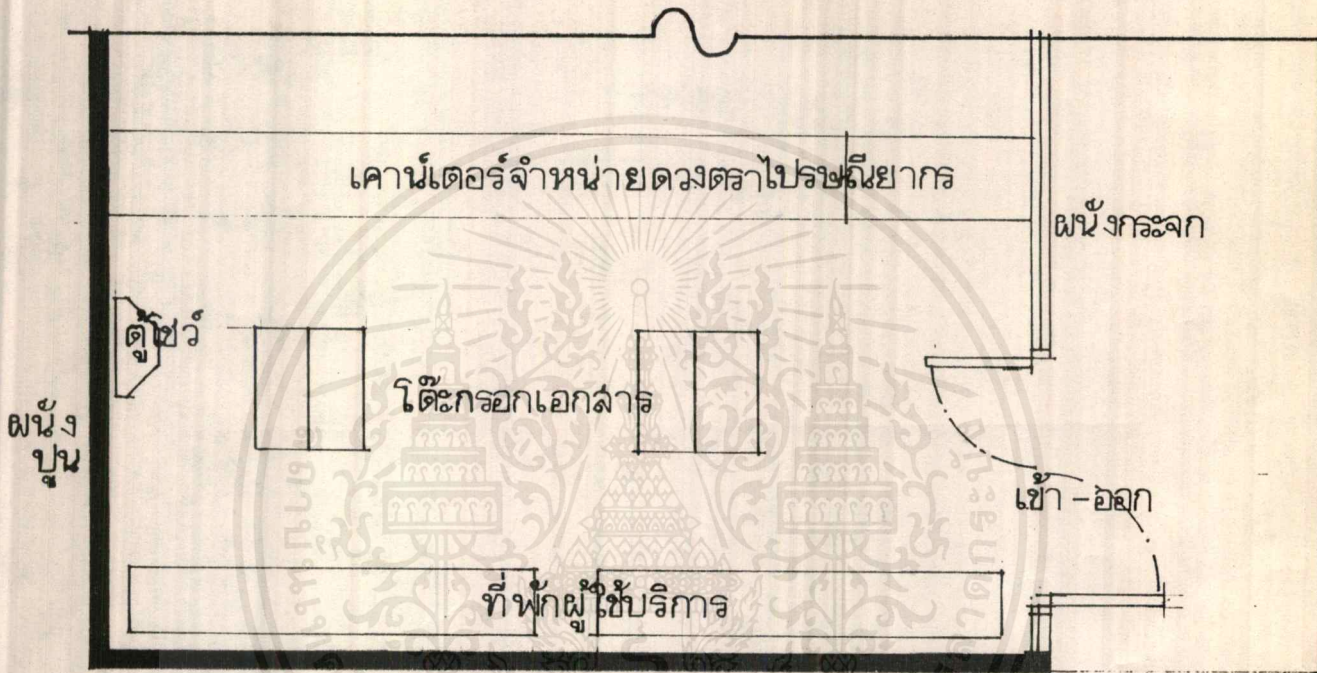 เคาน์เตอร์จำหน่ายดวงตราไปรษณียากร
ผนังกระจก
ตู้โชว์
โต๊ะกรอกเอกสาร
ผนัง
ปูน
เข้า - ออก
ที่พักผู้ใช้บริการ